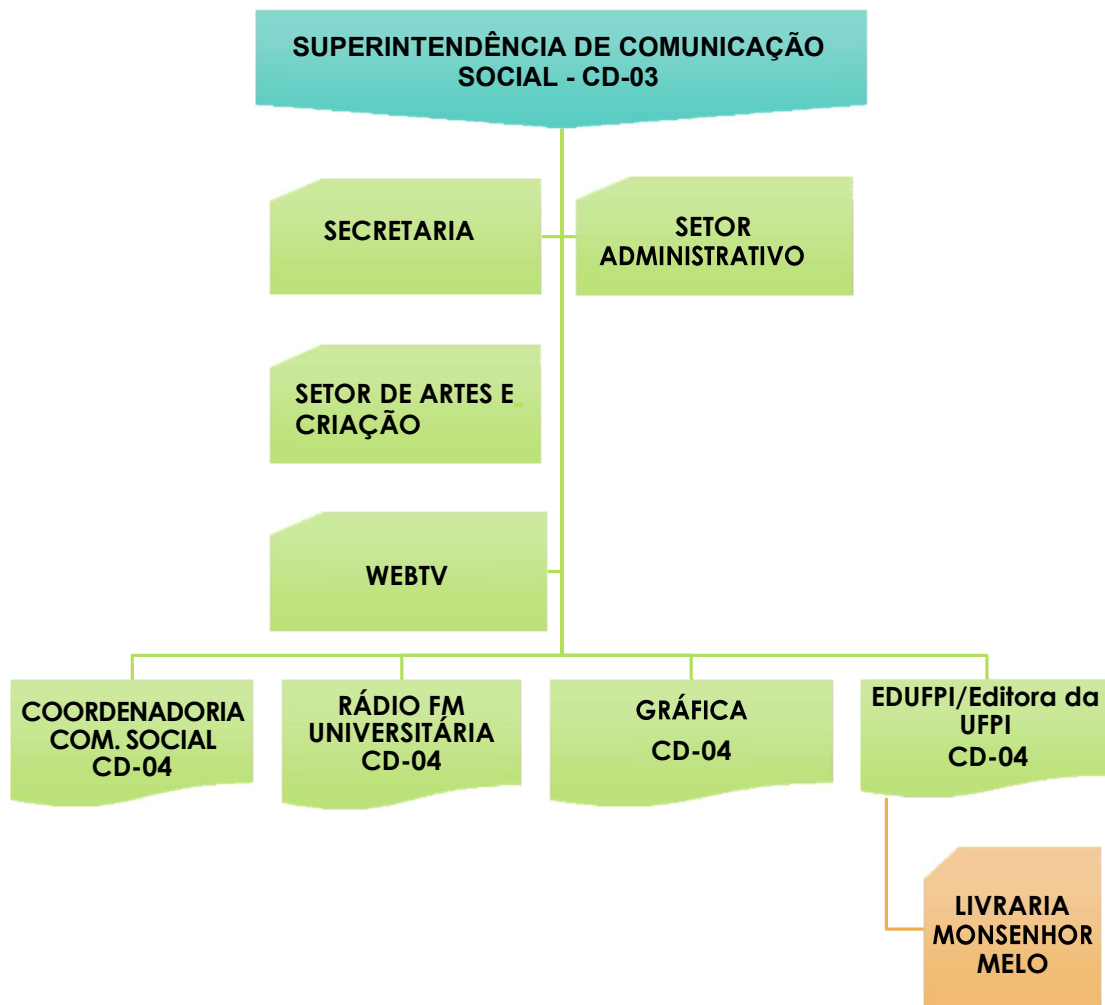 SUPERINTENDÊNCIA DE COMUNICAÇÃO
SOCIAL - CD-03
SECRETARIA
SETOR
ADMINISTRATIVO
SETOR DE ARTES E
CRIAÇÃO
WEBTV
COORDENADORIA
COM. SOCIAL
CD-04
RÁDIO FM
UNIVERSITÁRIA
CD-04
GRÁFICA
CD-04
EDUFPI/Editora da
UFPI
CD-04
LIVRARIA
MONSENHOR
MELO